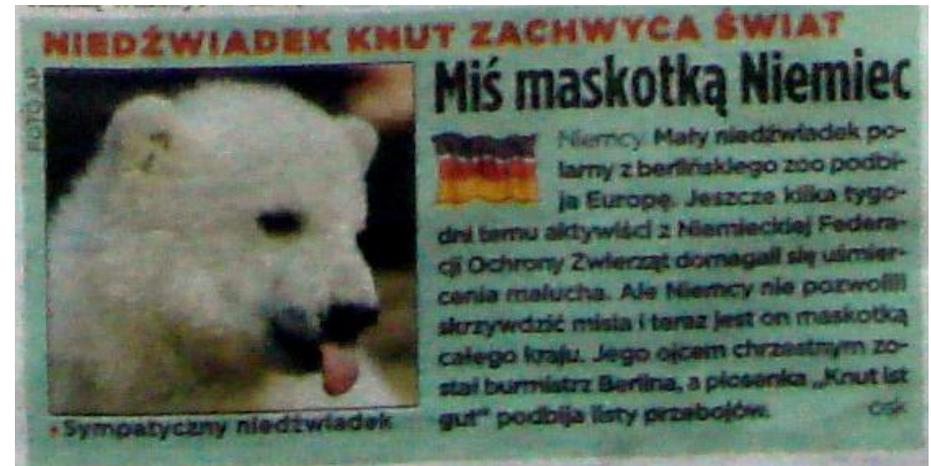 NIEDŹWIADEK KNUT ZACHWYCA ŚWIAT
FOTO AP
Miś maskotką Niemiec
Niemcy Mały niedźwiadek po-
larny z berlińskiego zoo podbi-
ja Europę. Jeszcze kilka tygo-
dni temu aktywiści z Niemieckiej Federa-
cji Ochrony Zwierząt domagali się uśmier-
cenia malucha. Ale Niemcy nie pozwolili
skrzywdzić misia i teraz jest on maskotką
całego kraju. Jego ojcem chrzestnym zo-
stał burmistrz Berlina, a piosenka „Knut ist
gut” podbija listy przebojów.
osk
Sympatyczny niedźwiadek